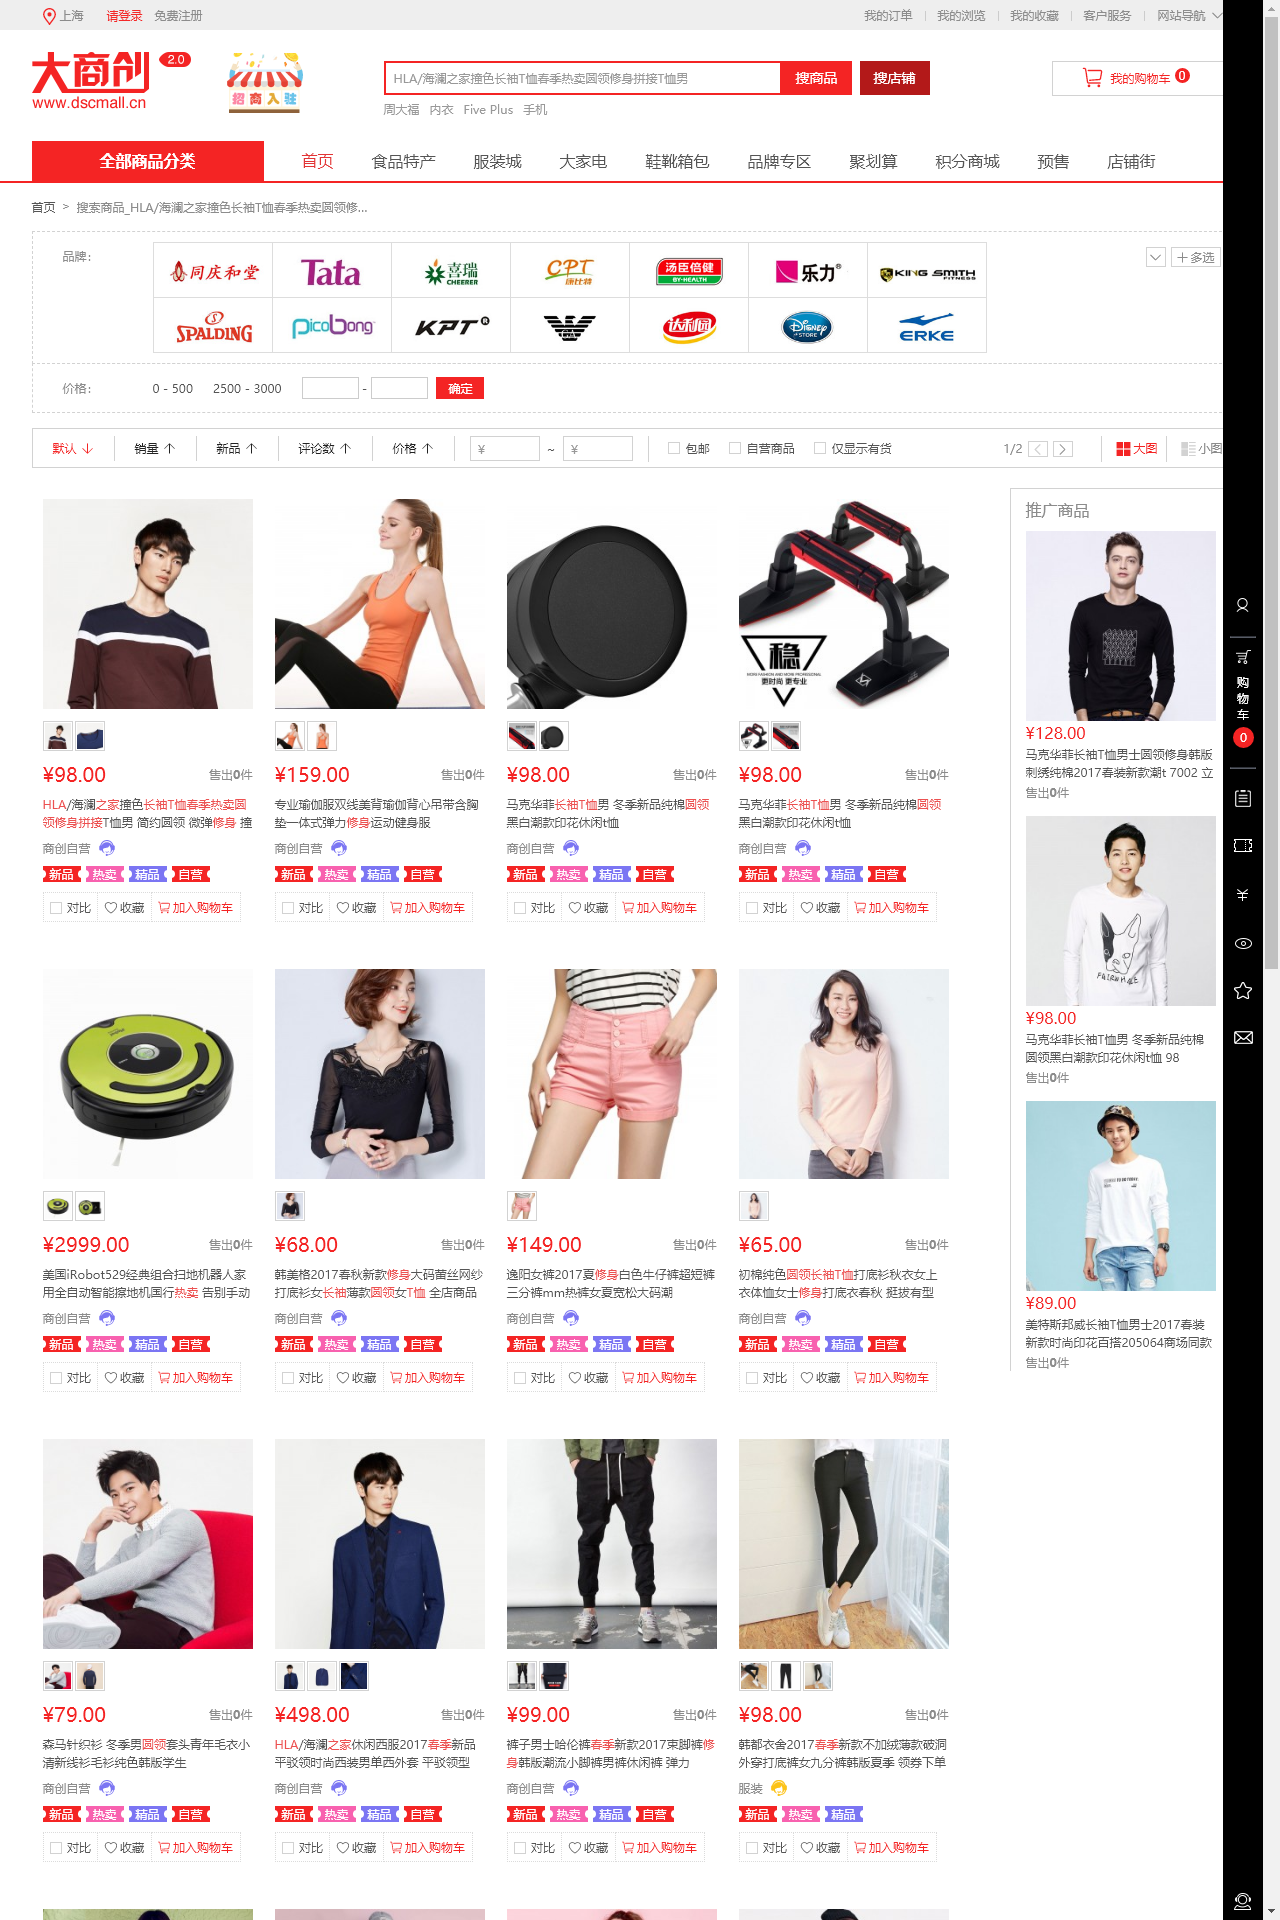 上海 请登录 免费注册 我的订单 我的浏览 我的收藏 客户服务 网站导航
大商创 2.0
www.dscmall.cn
招商入驻
HLA/海澜之家撞色长袖T恤春季热卖圆领修身拼接T恤男 搜商品 搜店铺
我的购物车 0
周大福 内衣 Five Plus 手机
全部商品分类 首页 食品特产 服装城 大家电 鞋靴箱包 品牌专区 聚划算 积分商城 预售 店铺街
首页 > 搜索商品_HLA/海澜之家撞色长袖T恤春季热卖圆领修...
品牌: 同庆和堂 Tata 喜瑞 CHEERER CPT 康比特 汤臣倍健 BY-HEALTH 乐力 KING SMITH FITNESS 多选
SPALDING PicoBong KPT 达利园 Disney STORE ERKE
价格: 0 - 500 2500 - 3000 - 确定
默认 销量 新品 评论数 价格 ¥ ~ ¥ 包邮 自营商品 仅显示有货 1/2 大图 小图
稳
更时尚 更专业
¥98.00 售出0件 ¥159.00 售出0件 ¥98.00 售出0件 ¥98.00 售出0件
HLA/海澜之家撞色长袖T恤春季热卖圆 专业瑜伽服双线美背瑜伽背心吊带含胸 马克华菲长袖T恤男 冬季新品纯棉圆领 马克华菲长袖T恤男 冬季新品纯棉圆领
领修身拼接T恤男 简约圆领 微弹修身 撞 垫一体式弹力修身运动健身服 黑白潮款印花休闲t恤 黑白潮款印花休闲t恤
商创自营 商创自营 商创自营 商创自营
新品 热卖 精品 自营 新品 热卖 精品 自营 新品 热卖 精品 自营 新品 热卖 精品 自营
对比 收藏 加入购物车 对比 收藏 加入购物车 对比 收藏 加入购物车 对比 收藏 加入购物车
¥2999.00 售出0件 ¥68.00 售出0件 ¥149.00 售出0件 ¥65.00 售出0件
美国iRobot529经典组合扫地机器人家 韩美格2017春秋新款修身大码蕾丝网纱 逸阳女裤2017夏修身白色牛仔裤超短裤 初棉纯色圆领长袖T恤打底衫秋衣女上
用全自动智能擦地机国行热卖 告别手动 打底衫女长袖薄款圆领女T恤 全店商品 三分裤mm热裤女夏宽松大码潮 衣体恤女士修身打底衣春秋 挺拔有型
商创自营 商创自营 商创自营 商创自营
新品 热卖 精品 自营 新品 热卖 精品 自营 新品 热卖 精品 自营 新品 热卖 精品 自营
对比 收藏 加入购物车 对比 收藏 加入购物车 对比 收藏 加入购物车 对比 收藏 加入购物车
¥79.00 售出0件 ¥498.00 售出0件 ¥99.00 售出0件 ¥98.00 售出0件
森马针织衫 冬季男圆领套头青年毛衣小 HLA/海澜之家休闲西服2017春季新品 裤子男士哈伦裤春季新款2017束脚裤修 韩都衣舍2017春季新款不加绒薄款破洞
清新线衫毛衫纯色韩版学生 平驳领时尚西装男单西外套 平驳领型 身韩版潮流小脚裤男裤休闲裤 弹力 外穿打底裤女九分裤韩版夏季 领券下单
商创自营 商创自营 商创自营 服装
新品 热卖 精品 自营 新品 热卖 精品 自营 新品 热卖 精品 自营 新品 热卖 精品
对比 收藏 加入购物车 对比 收藏 加入购物车 对比 收藏 加入购物车 对比 收藏 加入购物车
推广商品
¥128.00
马克华菲长袖T恤男士圆领修身韩版
刺绣纯棉2017春装新款潮t 7002 立
售出0件
¥98.00
马克华菲长袖T恤男 冬季新品纯棉
圆领黑白潮款印花休闲t恤 98
售出0件
¥89.00
美特斯邦威长袖T恤男士2017春装
新款时尚印花百搭205064商场同款
售出0件
购
物
车
0